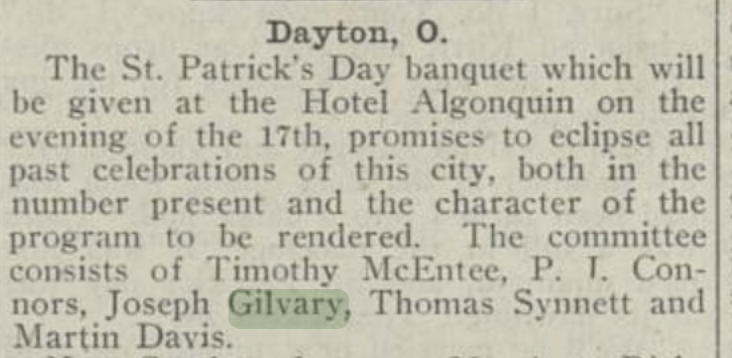 Dayton, O.
The St. Patrick's Day banquet which will
be given at the Hotel Algonquin on the
evening of the 17th, promises to eclipse all
past celebrations of this city, both in the
number present and the character of the
program to be rendered. The committee
consists of Timothy McEntee, P. J. Con-
nors, Joseph Gilvary, Thomas Synnett and
Martin Davis.